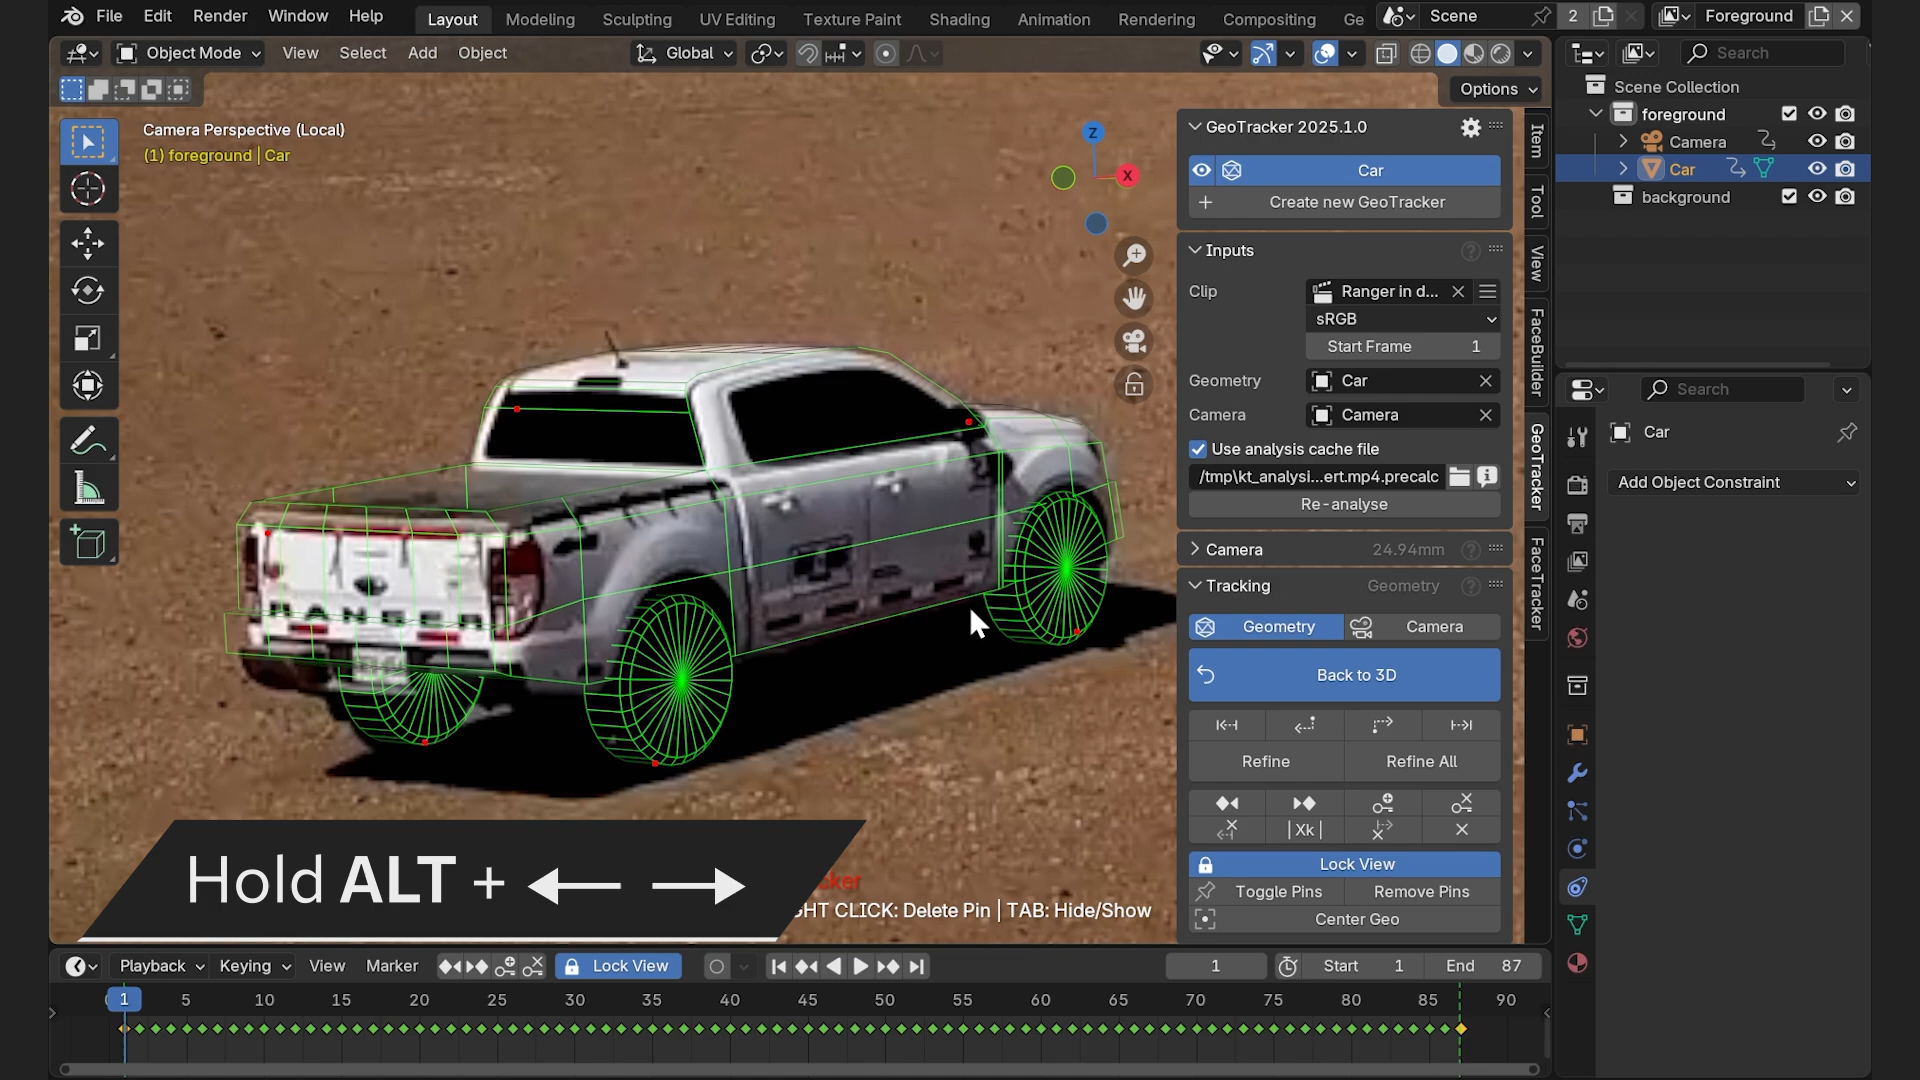 File Edit Render Window Help Layout Modeling Sculpting UV Editing Texture Paint Shading Animation Rendering Compositing Ge Scene 2 Foreground
Object Mode View Select Add Object Global Search
Options
Scene Collection
foreground
Camera
Car
background
Camera Perspective (Local)
(1) foreground | Car
Z
X
GeoTracker 2025.1.0
Car
Create new GeoTracker
Inputs
Clip Ranger in d...
sRGB
Start Frame 1
Geometry Car
Camera Camera
Use analysis cache file
/tmp\kt_analysi...ert.mp4.precalc
Re-analyse
Camera 24.94mm
Tracking Geometry
Geometry Camera
Back to 3D
Refine Refine All
|Xk|
Lock View
Toggle Pins Remove Pins
Center Geo
Item
Tool
View
FaceBuilder
GeoTracker
FaceTracker
Search
Car
Add Object Constraint
Hold ALT + ← →
cker
GHT CLICK: Delete Pin | TAB: Hide/Show
Playback Keying View Marker Lock View 1 Start 1 End 87
1 5 10 15 20 25 30 35 40 45 50 55 60 65 70 75 80 85 90